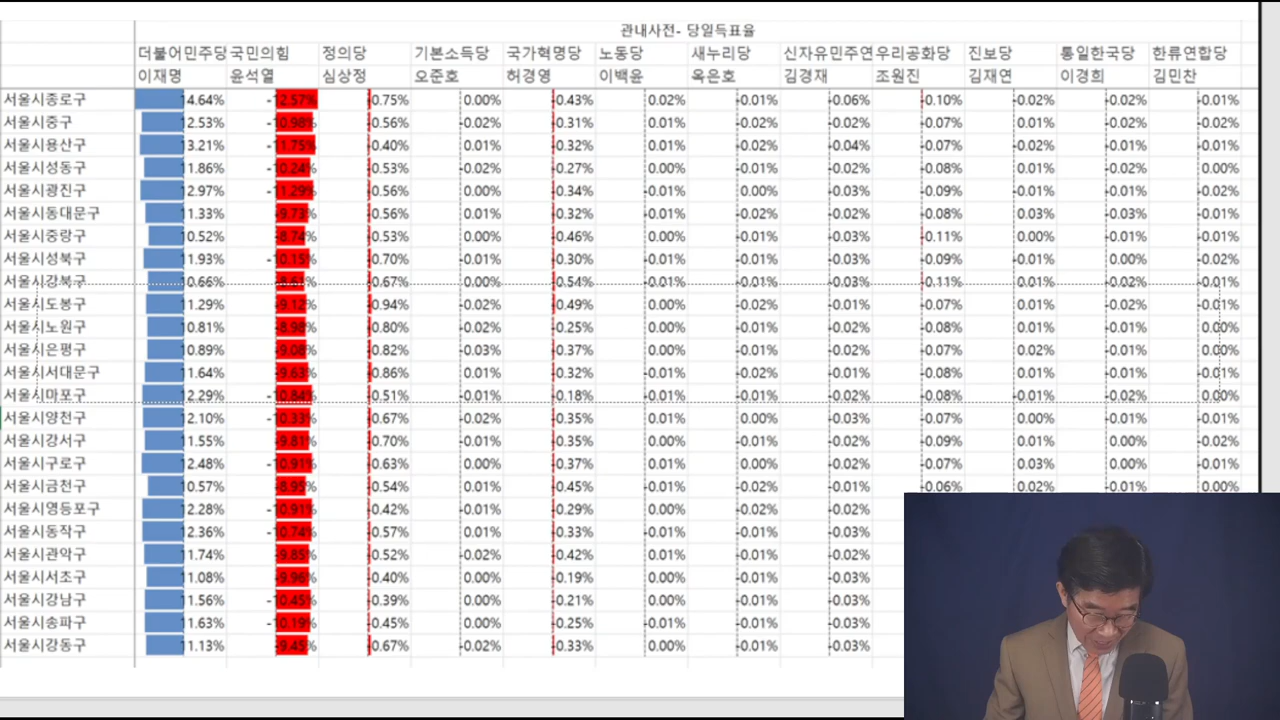 관내사전- 당일득표율
더불어민주당 국민의힘 정의당 기본소득당 국가혁명당 노동당 새누리당 신자유민주연 우리공화당 진보당 통일한국당 한류연합당
이재명 윤석열 심상정 오준호 허경영 이백윤 옥은호 김경재 조원진 김재연 이경희 김민찬
서울시종로구 14.64% -12.57% -0.75% 0.00% -0.43% 0.02% -0.01% -0.06% -0.10% -0.02% -0.02% -0.01%
서울시중구 12.53% -10.98% -0.56% -0.02% -0.31% 0.01% -0.02% -0.02% -0.07% 0.01% -0.02% -0.02%
서울시용산구 13.21% -11.75% -0.40% 0.01% -0.32% 0.01% -0.02% -0.04% -0.07% -0.02% -0.01% -0.01%
서울시성동구 11.86% -10.24% -0.53% -0.02% -0.27% 0.00% -0.01% -0.02% -0.08% -0.01% -0.02% 0.00%
서울시광진구 12.97% -11.29% -0.56% 0.00% -0.34% -0.01% 0.00% -0.03% -0.09% -0.01% -0.01% -0.02%
서울시동대문구 11.33% -9.73% -0.56% 0.01% -0.32% -0.01% -0.02% -0.02% -0.08% 0.03% -0.03% -0.01%
서울시중랑구 10.52% -8.74% -0.53% 0.00% -0.46% 0.00% -0.01% -0.03% -0.11% 0.00% -0.01% -0.01%
서울시성북구 11.93% -10.15% -0.70% -0.01% -0.30% 0.01% -0.02% -0.03% -0.09% -0.01% 0.00% -0.02%
서울시강북구 10.66% -8.61% -0.67% 0.00% -0.54% -0.01% -0.01% -0.03% -0.11% 0.01% -0.02% -0.01%
서울시도봉구 11.29% -9.12% -0.94% -0.02% -0.49% 0.00% -0.02% -0.01% -0.07% 0.01% -0.02% -0.01%
서울시노원구 10.81% -8.98% -0.80% -0.02% -0.25% 0.00% -0.01% -0.02% -0.08% 0.01% -0.01% 0.00%
서울시은평구 10.89% -9.08% -0.82% -0.03% -0.37% 0.00% -0.01% -0.02% -0.07% 0.02% -0.01% 0.00%
서울시서대문구 11.64% -9.63% -0.86% 0.01% -0.32% -0.01% -0.02% -0.01% -0.08% -0.01% -0.01% -0.01%
서울시마포구 12.29% -10.84% -0.51% -0.01% -0.18% -0.01% -0.01% -0.02% -0.08% -0.01% -0.02% 0.00%
서울시양천구 12.10% -10.33% -0.67% -0.02% -0.35% 0.01% 0.00% -0.03% -0.07% 0.00% -0.01% -0.01%
서울시강서구 11.55% -9.81% -0.70% -0.01% -0.35% 0.01% -0.01% -0.02% -0.09% 0.01% 0.00% -0.02%
서울시구로구 12.48% -10.91% -0.63% 0.00% -0.37% 0.01% 0.00% -0.02% -0.07% 0.03% 0.00% -0.01%
서울시금천구 10.57% -8.95% -0.54% 0.01% -0.45% 0.01% -0.02% -0.01% -0.06% 0.02% -0.01% 0.00%
서울시영등포구 12.28% -10.91% -0.42% -0.01% -0.29% 0.00% -0.02% -0.02%
서울시동작구 12.36% -10.74% -0.57% 0.01% -0.33% -0.01% -0.01% -0.03%
서울시관악구 11.74% -9.85% -0.52% -0.02% -0.42% 0.01% -0.01% -0.02%
서울시서초구 11.08% -9.96% -0.40% 0.00% -0.19% 0.00% -0.01% -0.03%
서울시강남구 11.56% -10.45% -0.39% 0.00% -0.21% 0.00% -0.01% -0.03%
서울시송파구 11.63% -10.19% -0.45% 0.00% -0.25% -0.01% -0.01% -0.03%
서울시강동구 11.13% -9.45% -0.67% -0.02% -0.33% 0.00% -0.01% -0.03%